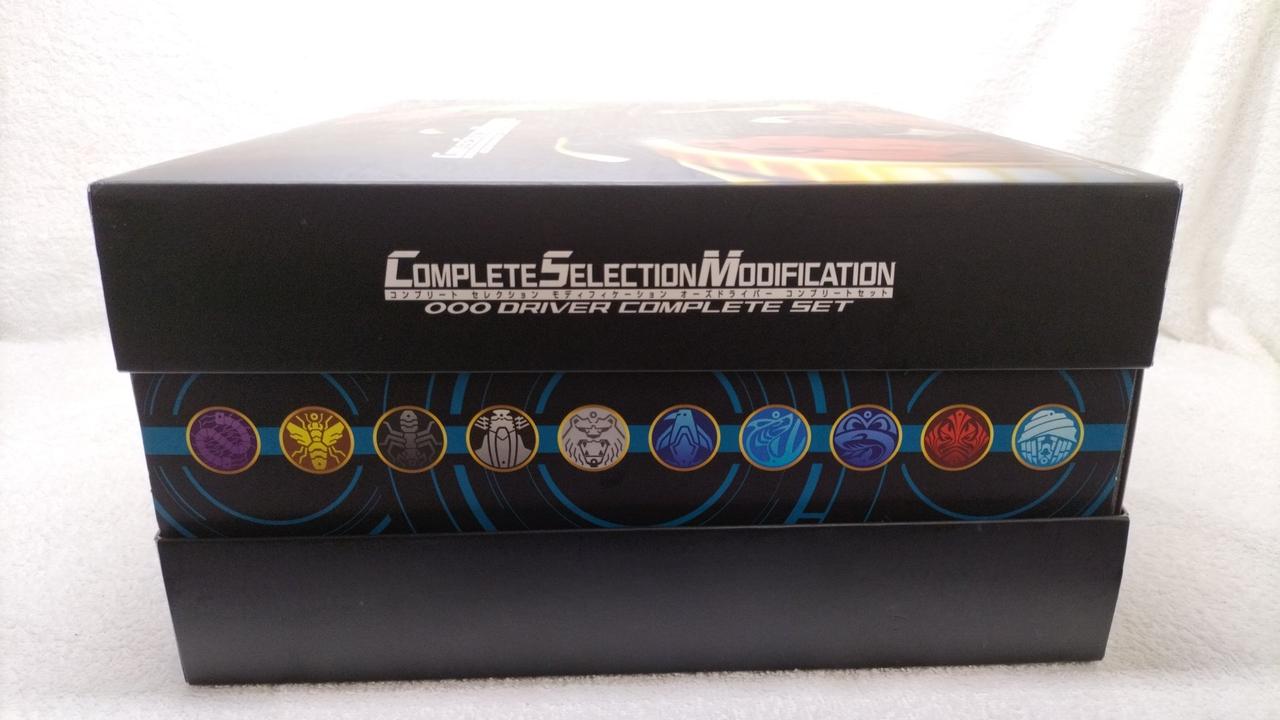 COMPLETE SELECTION MODIFICATION
コンプリート セレクション モディフィケーション オーズドライバー コンプリートセット
OOO DRIVER COMPLETE SET